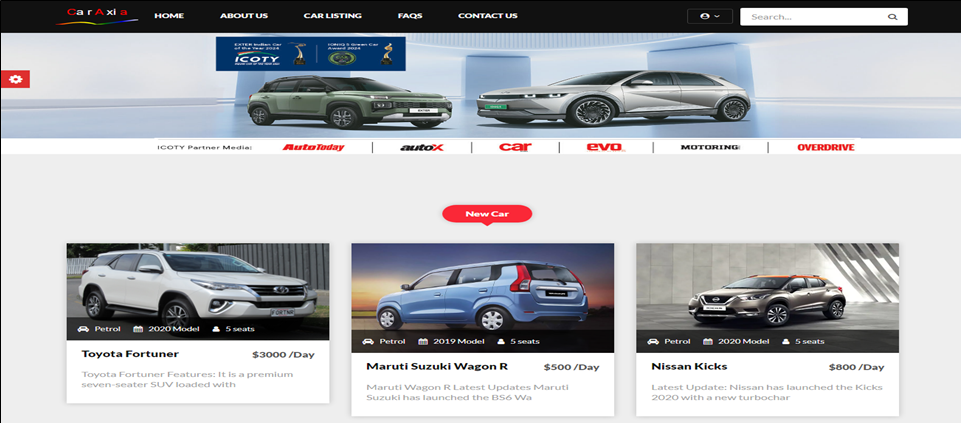 CarAxia HOME ABOUT US CAR LISTING FAQS CONTACT US Search...
EXTER Indian Car of the Year 2024
IONIQ 5 Green Car Award 2024
ICOTY
EXTER
ICOTY Partner Media: AutoToday autoX car evo MOTORING OVERDRIVE
New Car
Petrol 2020 Model 5 seats
Toyota Fortuner $3000 /Day
Toyota Fortuner Features: It is a premium
seven-seater SUV loaded with
Petrol 2019 Model 5 seats
Maruti Suzuki Wagon R $500 /Day
Maruti Wagon R Latest Updates Maruti
Suzuki has launched the BS6 Wa
Petrol 2020 Model 5 seats
Nissan Kicks $800 /Day
Latest Update: Nissan has launched the Kicks
2020 with a new turbochar